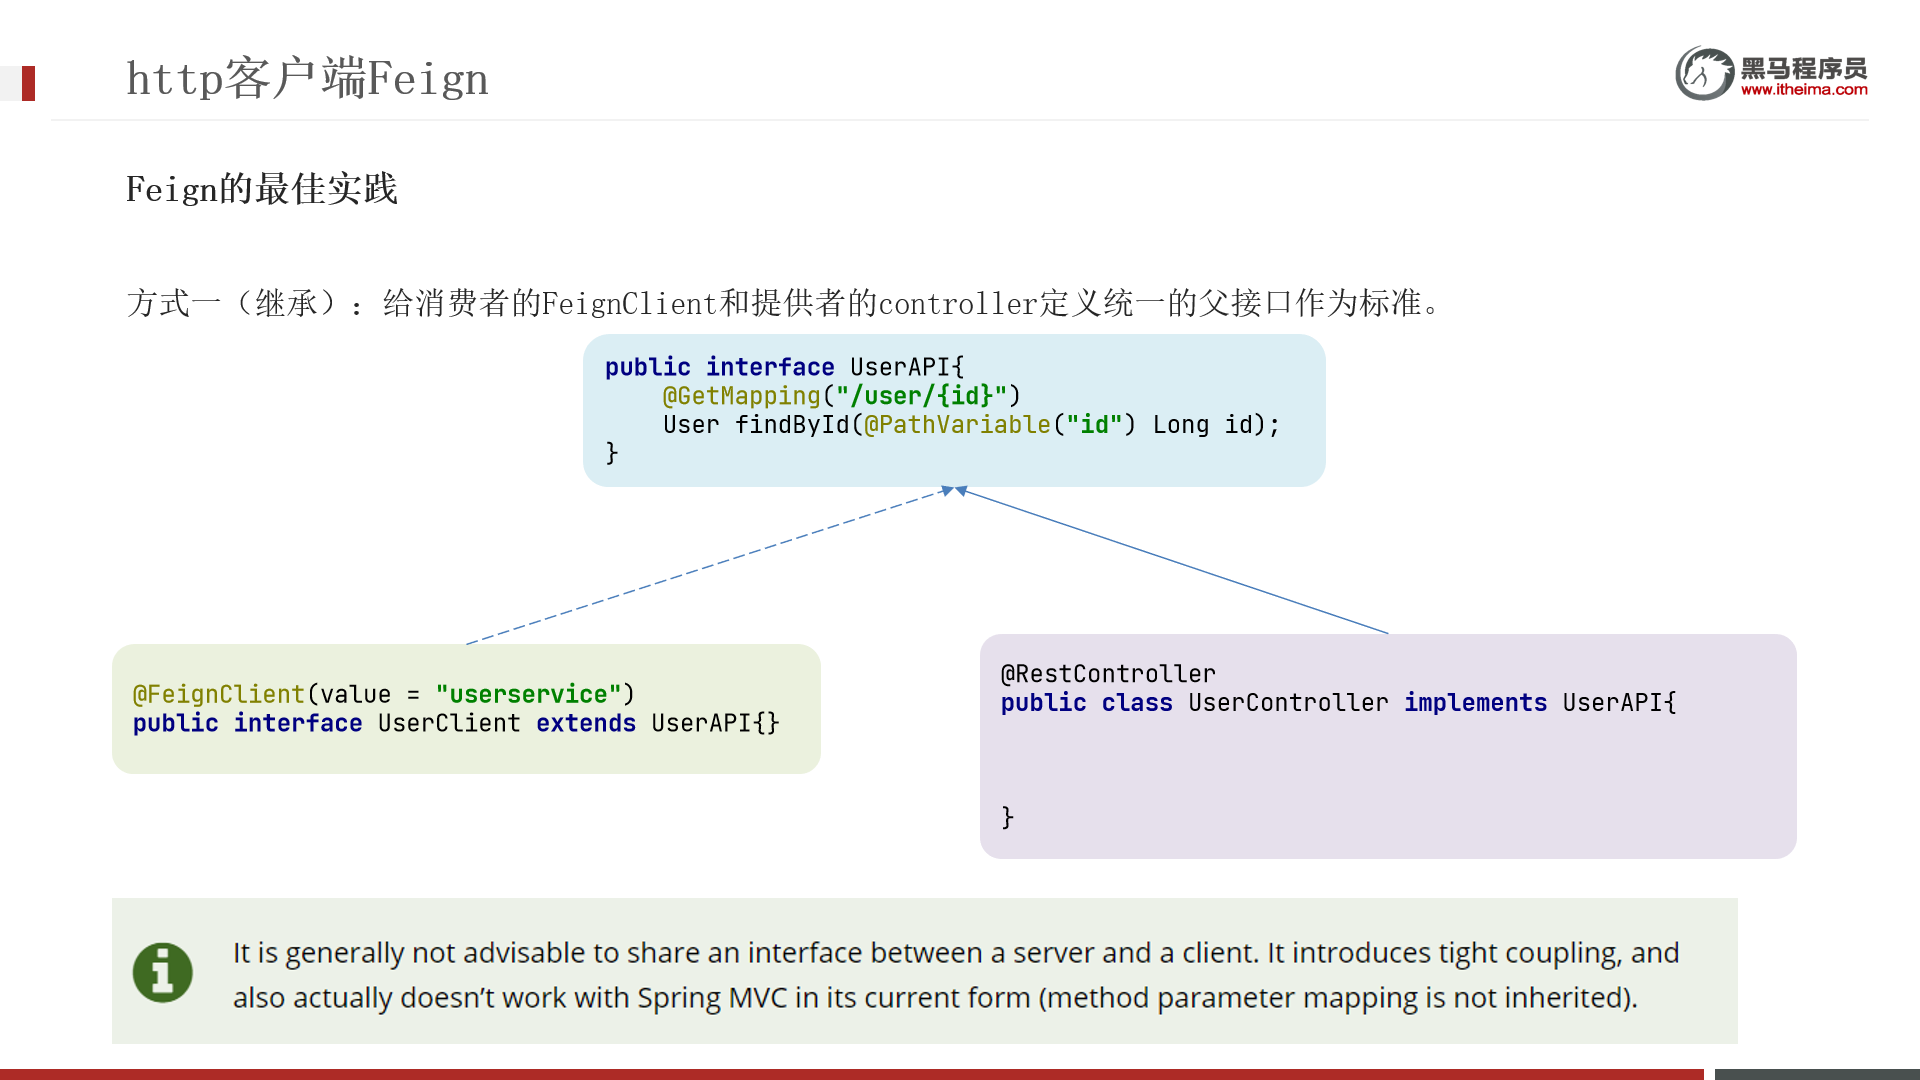 http客户端Feign
黑马程序员
www.itheima.com
Feign的最佳实践
方式一（继承）：给消费者的FeignClient和提供者的controller定义统一的父接口作为标准。
public interface UserAPI{
    @GetMapping("/user/{id}")
    User findById(@PathVariable("id") Long id);
}
@FeignClient(value = "userservice")
public interface UserClient extends UserAPI{}
@RestController
public class UserController implements UserAPI{
}
It is generally not advisable to share an interface between a server and a client. It introduces tight coupling, and
also actually doesn’t work with Spring MVC in its current form (method parameter mapping is not inherited).